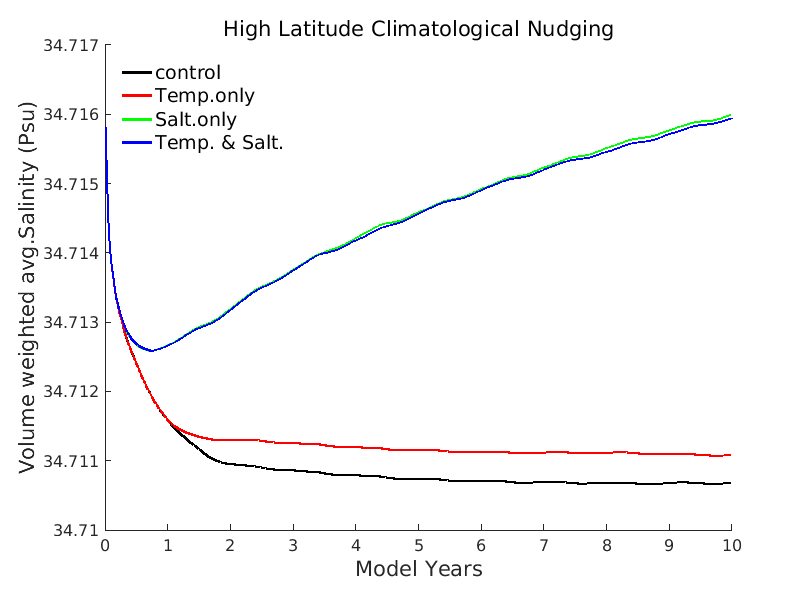 High Latitude Climatological Nudging
34.717
34.716
34.715
34.714
34.713
34.712
34.711
34.71
Volume weighted avg.Salinity (Psu)
control
Temp.only
Salt.only
Temp. & Salt.
0 1 2 3 4 5 6 7 8 9 10
Model Years